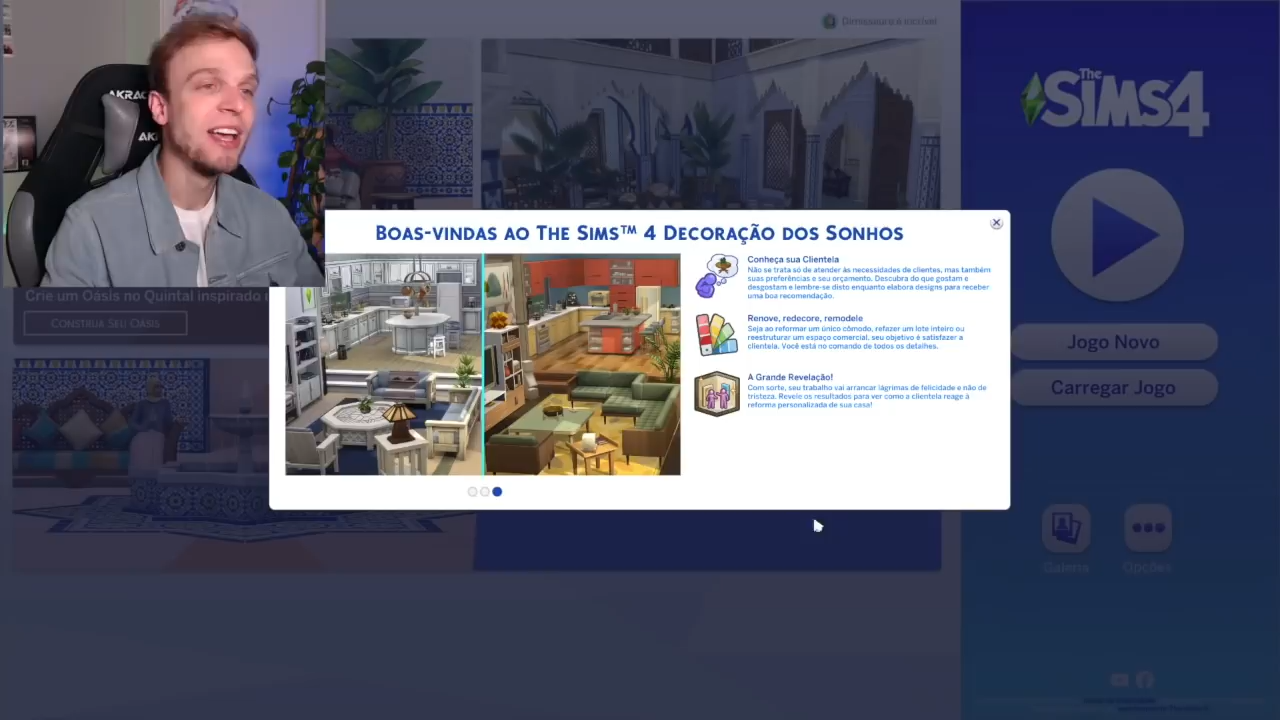 Dinossauro é incrível
AKRAC
AK
The Sims 4
Boas-vindas ao The Sims™ 4 Decoração dos Sonhos
Conheça sua Clientela
Não se trata só de atender às necessidades de clientes, mas também
suas preferências e seu orçamento. Descubra do que gostam e
desgostam e lembre-se disto enquanto elabora designs para receber
uma boa recomendação.
Renove, redecore, remodele
Seja ao reformar um único cômodo, refazer um lote inteiro ou
reestruturar um espaço comercial, seu objetivo é satisfazer a
clientela. Você está no comando de todos os detalhes.
A Grande Revelação!
Com sorte, seu trabalho vai arrancar lágrimas de felicidade e não de
tristeza. Revele os resultados para ver como a clientela reage à
reforma personalizada de sua casa!
Crie um Oásis no Quintal Inspirado
Construa Seu Oásis
Jogo Novo
Carregar Jogo
Galeria
Opções